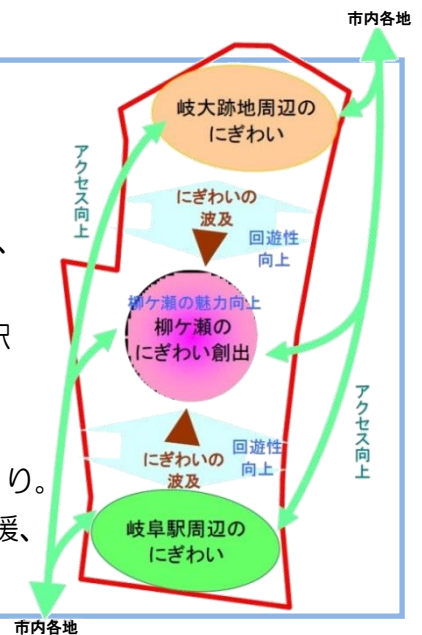 市内各地
岐大跡地周辺の
にぎわい
アクセス向上
にぎわいの
波及
回遊性
向上
、
柳ケ瀬の魅力向上
柳ケ瀬の
にぎわい創出
駅
アクセス向上
にぎわいの
波及
回遊性
向上
り。
岐阜駅周辺の
にぎわい
援、
市内各地